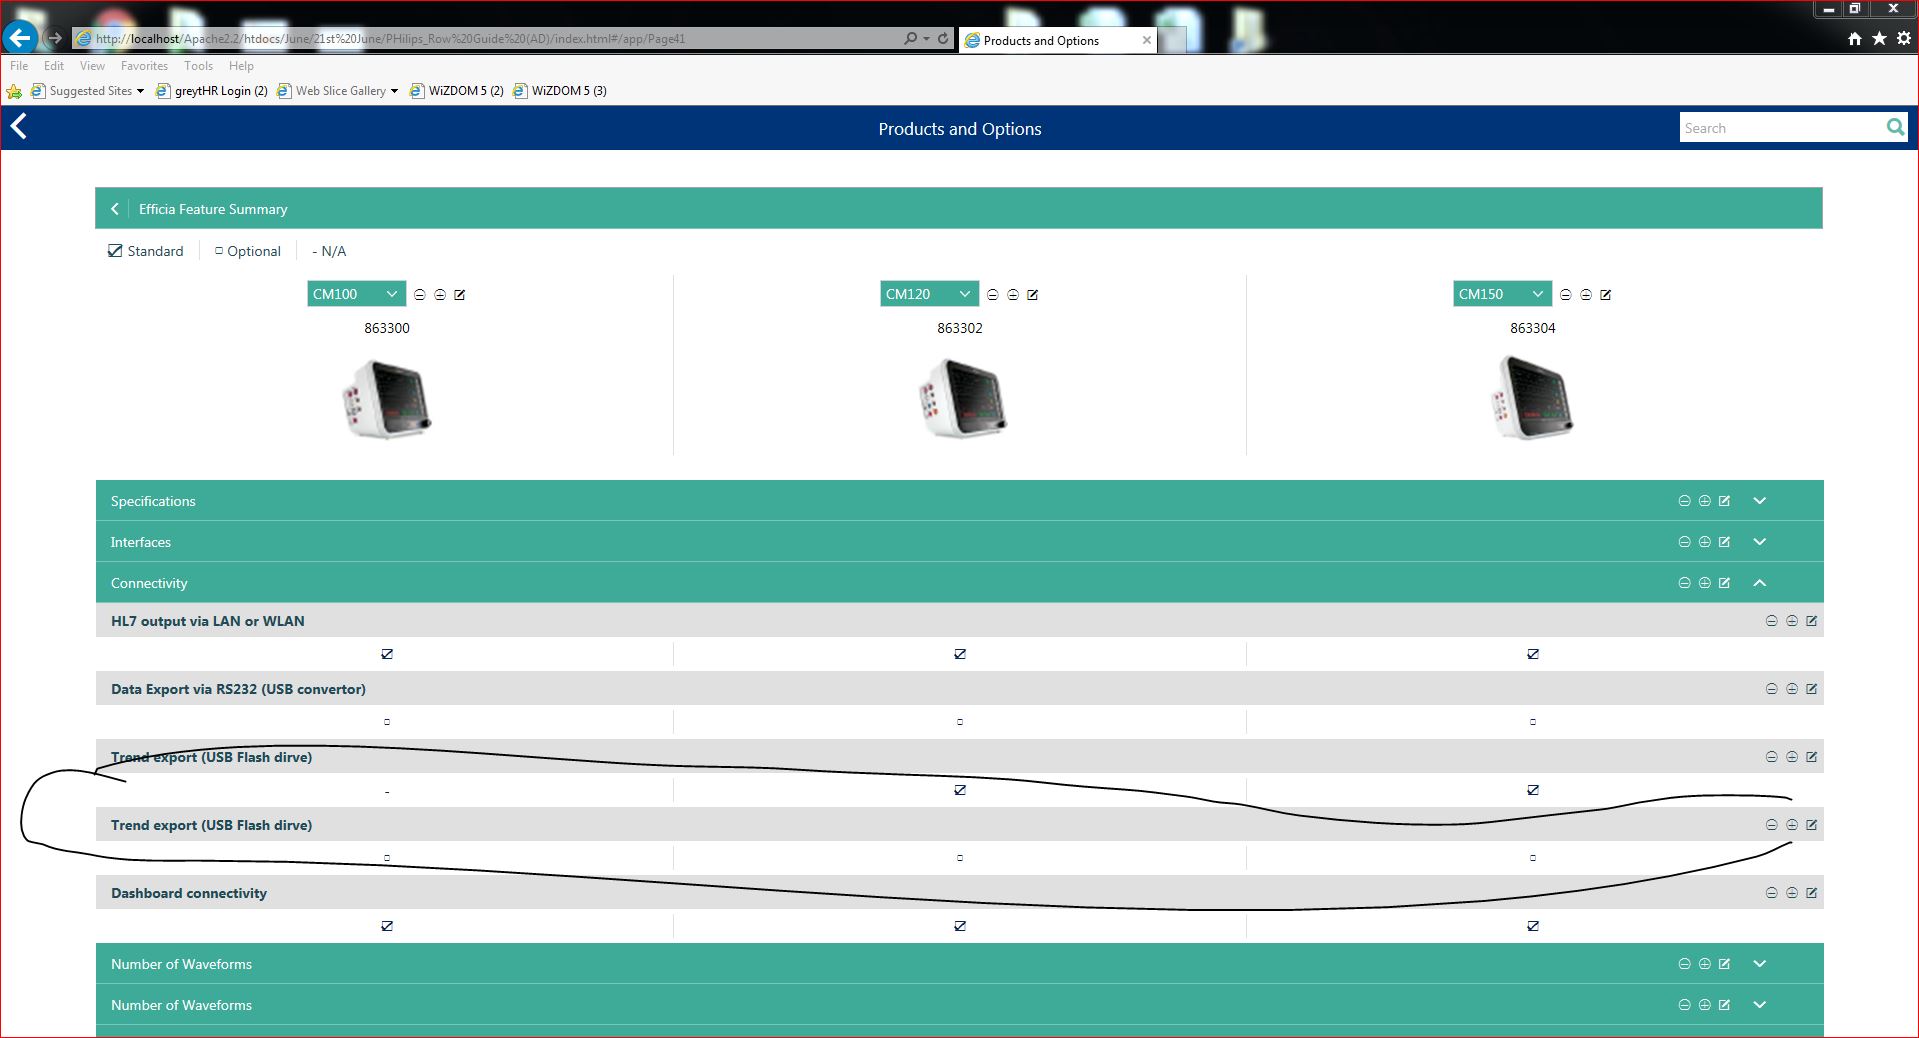 http://localhost/Apache2.2/htdocs/June/21st%20June/PHilips_Row%20Guide%20(AD)/index.html#/app/Page41
Products and Options
File Edit View Favorites Tools Help
Suggested Sites greytHR Login (2) Web Slice Gallery WiZDOM 5 (2) WiZDOM 5 (3)
Products and Options
Search
Efficia Feature Summary
Standard Optional - N/A
CM100 CM120 CM150
863300 863302 863304
Specifications
Interfaces
Connectivity
HL7 output via LAN or WLAN
Data Export via RS232 (USB convertor)
Trend export (USB Flash dirve)
-
Trend export (USB Flash dirve)
Dashboard connectivity
Number of Waveforms
Number of Waveforms